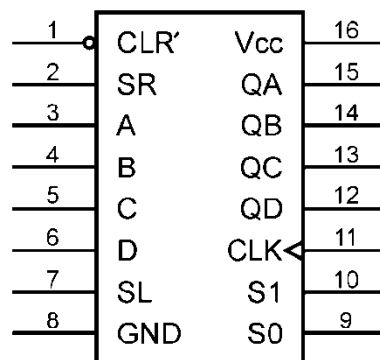 1 CLR′ Vcc 16
2 SR QA 15
3 A QB 14
4 B QC 13
5 C QD 12
6 D CLK 11
7 SL S1 10
8 GND S0 9